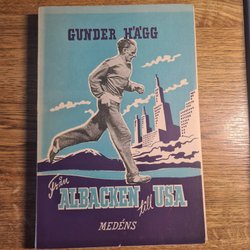 GUNDER HÄGG
Från
ALBACKEN
till USA
MEDÉNS